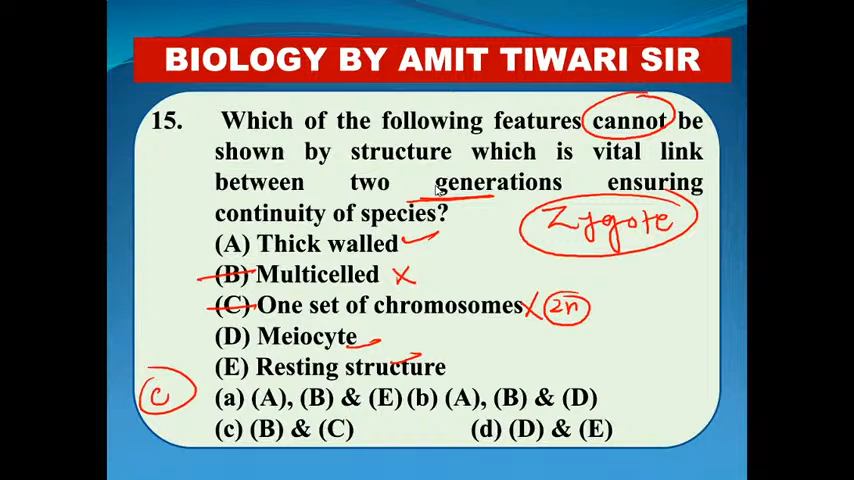 BIOLOGY BY AMIT TIWARI SIR
15. Which of the following features cannot be
shown by structure which is vital link
between two generations ensuring
continuity of species?
Zygote
(A) Thick walled
(B) Multicelled
(C) One set of chromosomes 2n
(D) Meiocyte
(E) Resting structure
(a) (A), (B) & (E) (b) (A), (B) & (D)
(c) (B) & (C) (d) (D) & (E)
c